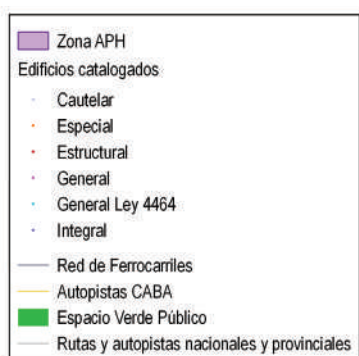 Zona APH
Edificios catalogados
Cautelar
Especial
Estructural
General
General Ley 4464
Integral
Red de Ferrocarriles
Autopistas CABA
Espacio Verde Público
Rutas y autopistas nacionales y provinciales